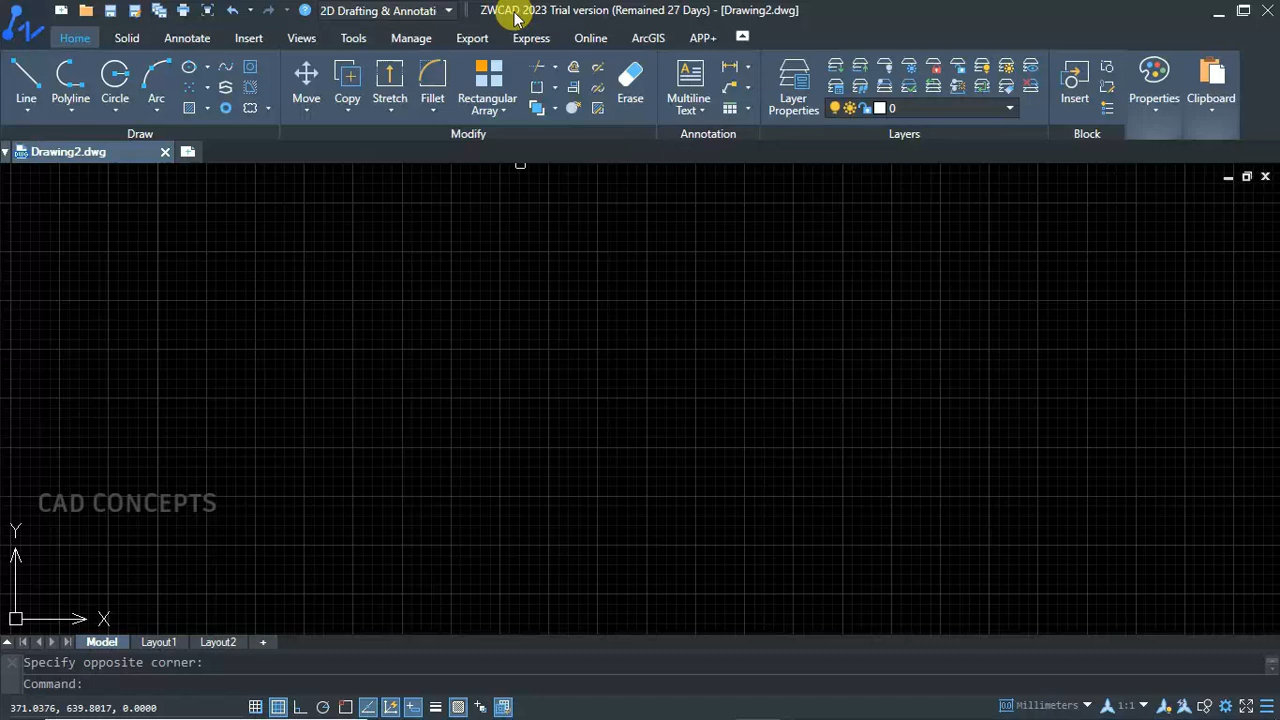 2D Drafting & Annotati
ZWCAD 2023 Trial version (Remained 27 Days) - [Drawing2.dwg]
Home Solid Annotate Insert Views Tools Manage Export Express Online ArcGIS APP+
Line Polyline Circle Arc Move Copy Stretch Fillet Rectangular Array Erase Multiline Text Layer Properties 0 Insert Properties Clipboard
Draw Modify Annotation Layers Block
Drawing2.dwg
CAD CONCEPTS
Y
X
Model Layout1 Layout2 +
Specify opposite corner:
Command:
371.0376, 639.8017, 0.0000 Millimeters 1:1